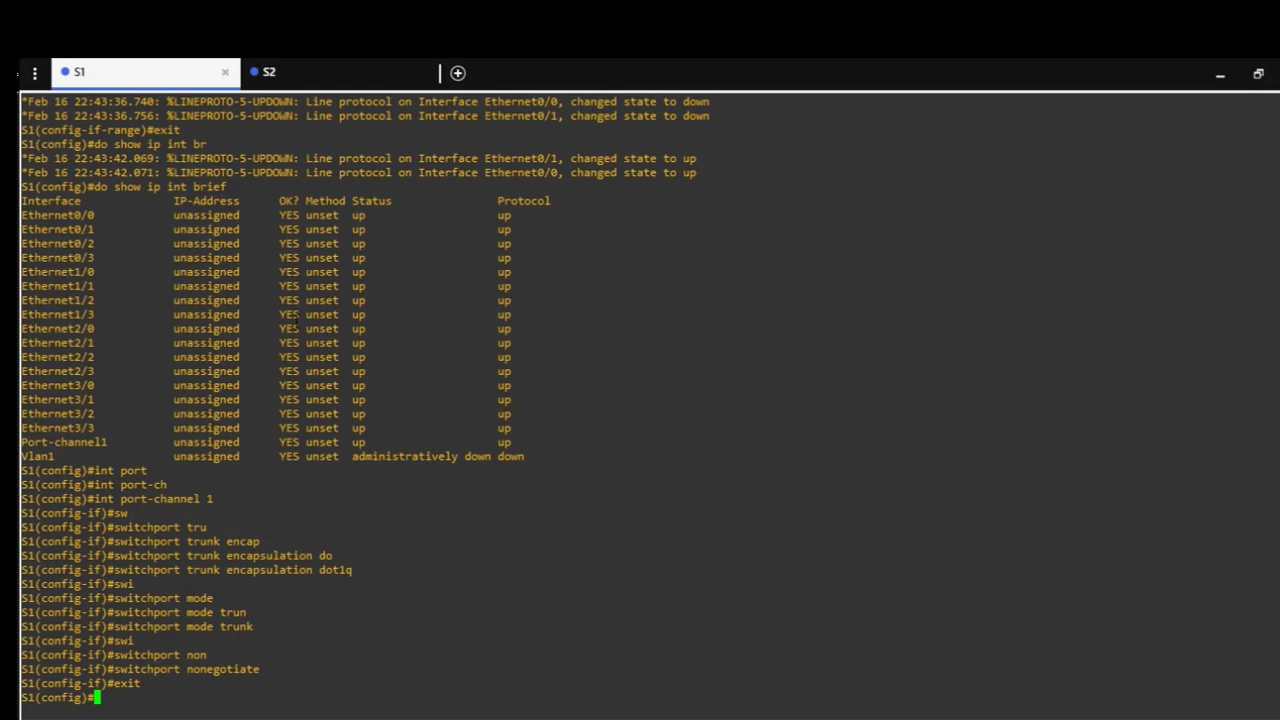 S1 × S2
*Feb 16 22:43:36.740: %LINEPROTO-5-UPDOWN: Line protocol on Interface Ethernet0/0, changed state to down
*Feb 16 22:43:36.756: %LINEPROTO-5-UPDOWN: Line protocol on Interface Ethernet0/1, changed state to down
S1(config-if-range)#exit
S1(config)#do show ip int br
*Feb 16 22:43:42.069: %LINEPROTO-5-UPDOWN: Line protocol on Interface Ethernet0/1, changed state to up
*Feb 16 22:43:42.071: %LINEPROTO-5-UPDOWN: Line protocol on Interface Ethernet0/0, changed state to up
S1(config)#do show ip int brief
Interface IP-Address OK? Method Status Protocol
Ethernet0/0 unassigned YES unset up up
Ethernet0/1 unassigned YES unset up up
Ethernet0/2 unassigned YES unset up up
Ethernet0/3 unassigned YES unset up up
Ethernet1/0 unassigned YES unset up up
Ethernet1/1 unassigned YES unset up up
Ethernet1/2 unassigned YES unset up up
Ethernet1/3 unassigned YES unset up up
Ethernet2/0 unassigned YES unset up up
Ethernet2/1 unassigned YES unset up up
Ethernet2/2 unassigned YES unset up up
Ethernet2/3 unassigned YES unset up up
Ethernet3/0 unassigned YES unset up up
Ethernet3/1 unassigned YES unset up up
Ethernet3/2 unassigned YES unset up up
Ethernet3/3 unassigned YES unset up up
Port-channel1 unassigned YES unset up up
Vlan1 unassigned YES unset administratively down down
S1(config)#int port
S1(config)#int port-ch
S1(config)#int port-channel 1
S1(config-if)#sw
S1(config-if)#switchport tru
S1(config-if)#switchport trunk encap
S1(config-if)#switchport trunk encapsulation do
S1(config-if)#switchport trunk encapsulation dot1q
S1(config-if)#swi
S1(config-if)#switchport mode
S1(config-if)#switchport mode trun
S1(config-if)#switchport mode trunk
S1(config-if)#swi
S1(config-if)#switchport non
S1(config-if)#switchport nonegotiate
S1(config-if)#exit
S1(config)#